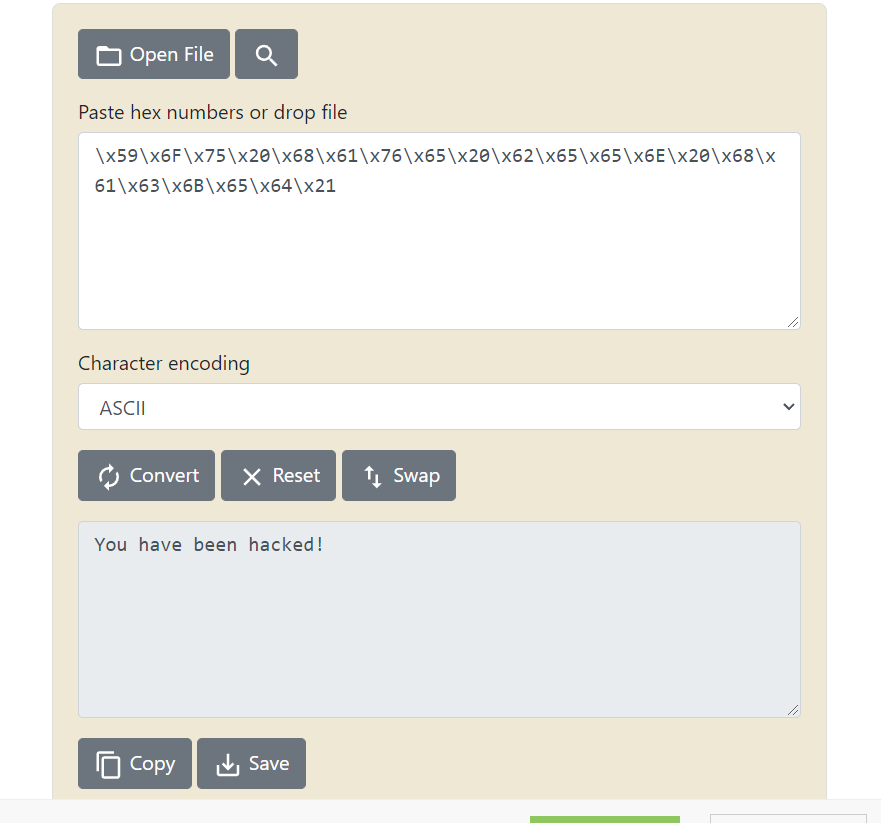 Open File
Paste hex numbers or drop file
\x59\x6F\x75\x20\x68\x61\x76\x65\x20\x62\x65\x65\x6E\x20\x68\x
61\x63\x6B\x65\x64\x21
Character encoding
ASCII
Convert Reset Swap
You have been hacked!
Copy Save